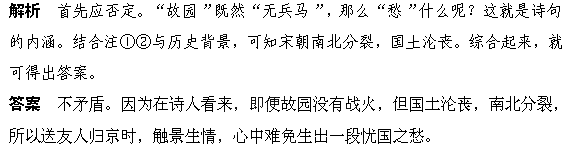 解析　首先应否定。“故园”既然“无兵马”，那么“愁”什么呢？这就是诗句
的内涵。结合注①②与历史背景，可知宋朝南北分裂，国土沦丧。综合起来，就
可得出答案。
答案　不矛盾。因为在诗人看来，即便故园没有战火，但国土沦丧，南北分裂，
所以送友人归京时，触景生情，心中难免生出一段忧国之愁。